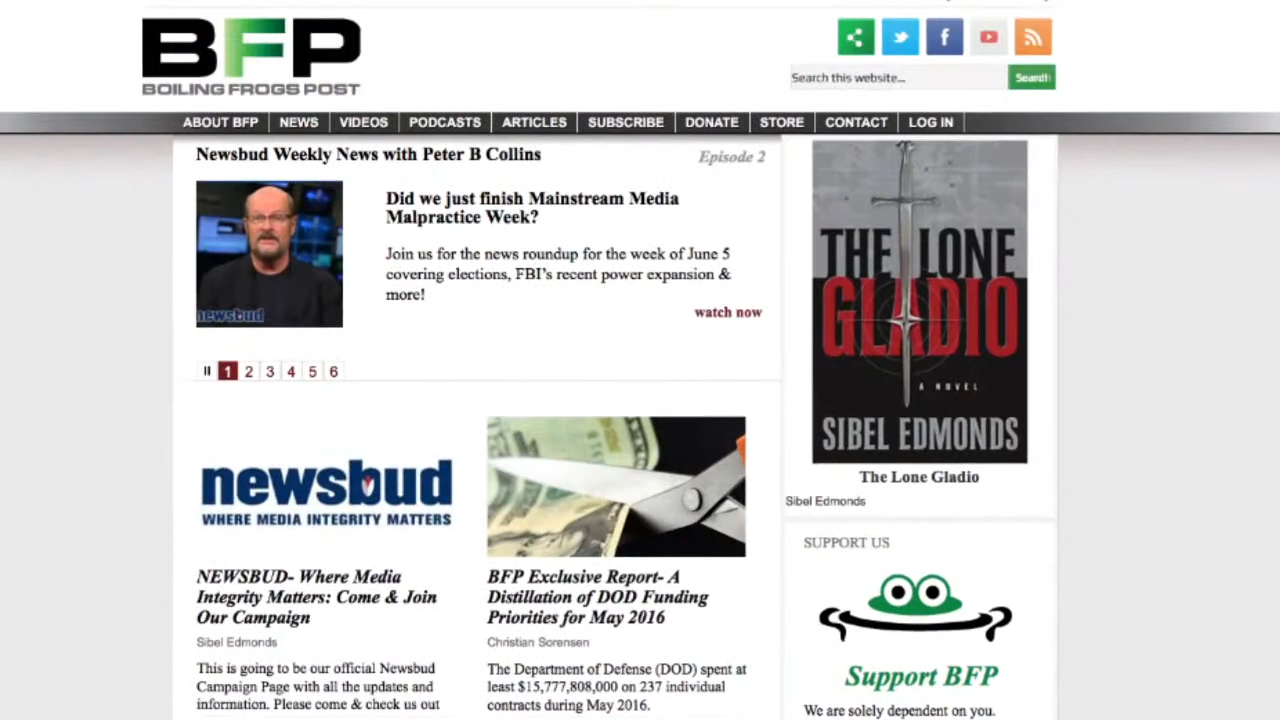 BFP
BOILING FROGS POST
Search this website...
Search
ABOUT BFP
NEWS
VIDEOS
PODCASTS
ARTICLES
SUBSCRIBE
DONATE
STORE
CONTACT
LOG IN
Newsbud Weekly News with Peter B Collins
Episode 2
newsbud
Did we just finish Mainstream Media
Malpractice Week?
Join us for the news roundup for the week of June 5
covering elections, FBI's recent power expansion &
more!
watch now
1 2 3 4 5 6
newsbud
WHERE MEDIA INTEGRITY MATTERS
NEWSBUD- Where Media
Integrity Matters: Come & Join
Our Campaign
Sibel Edmonds
This is going to be our official Newsbud
Campaign Page with all the updates and
information. Please come & check us out
BFP Exclusive Report- A
Distillation of DOD Funding
Priorities for May 2016
Christian Sorensen
The Department of Defense (DOD) spent at
least $15,777,808,000 on 237 individual
contracts during May 2016.
THE LONE
GLADIO
A NOVEL
SIBEL EDMONDS
The Lone Gladio
Sibel Edmonds
SUPPORT US
Support BFP
We are solely dependent on you.